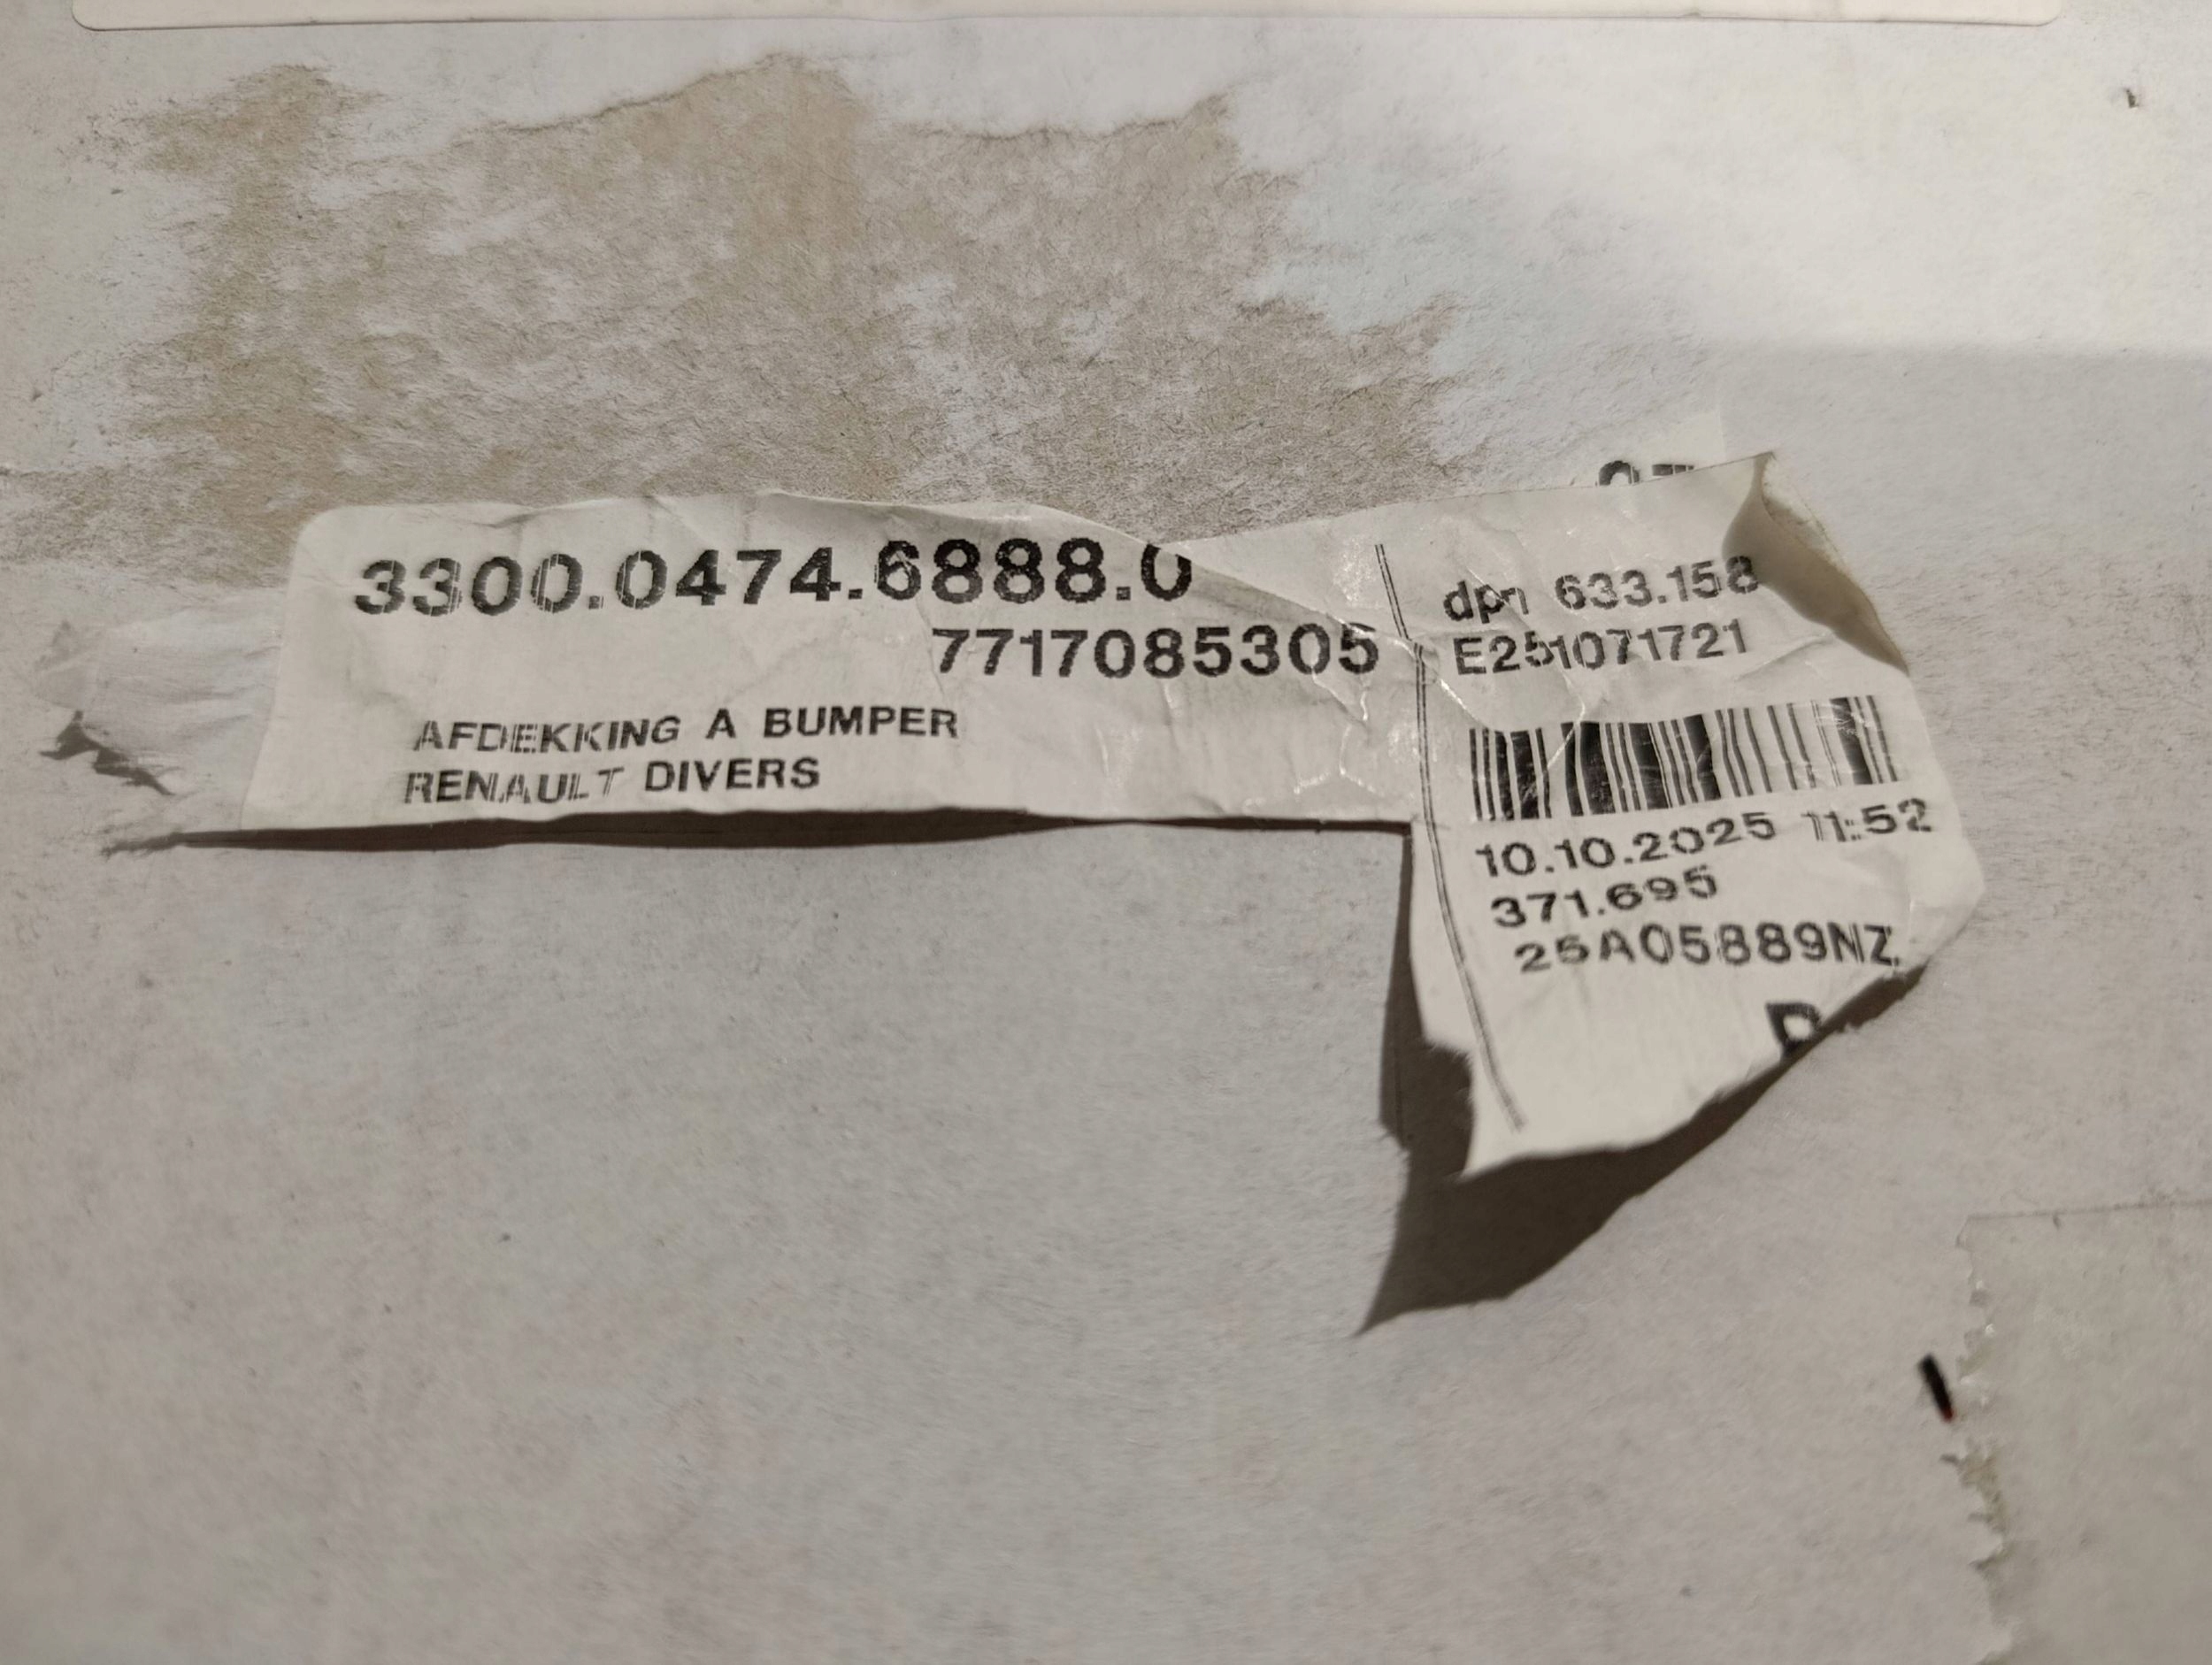 3300.0474.6888.0
7717085305
AFDEKKING A BUMPER
RENAULT DIVERS
dpn 633.158
E251071721
10.10.2025 11:52
371.695
25A05889NZ